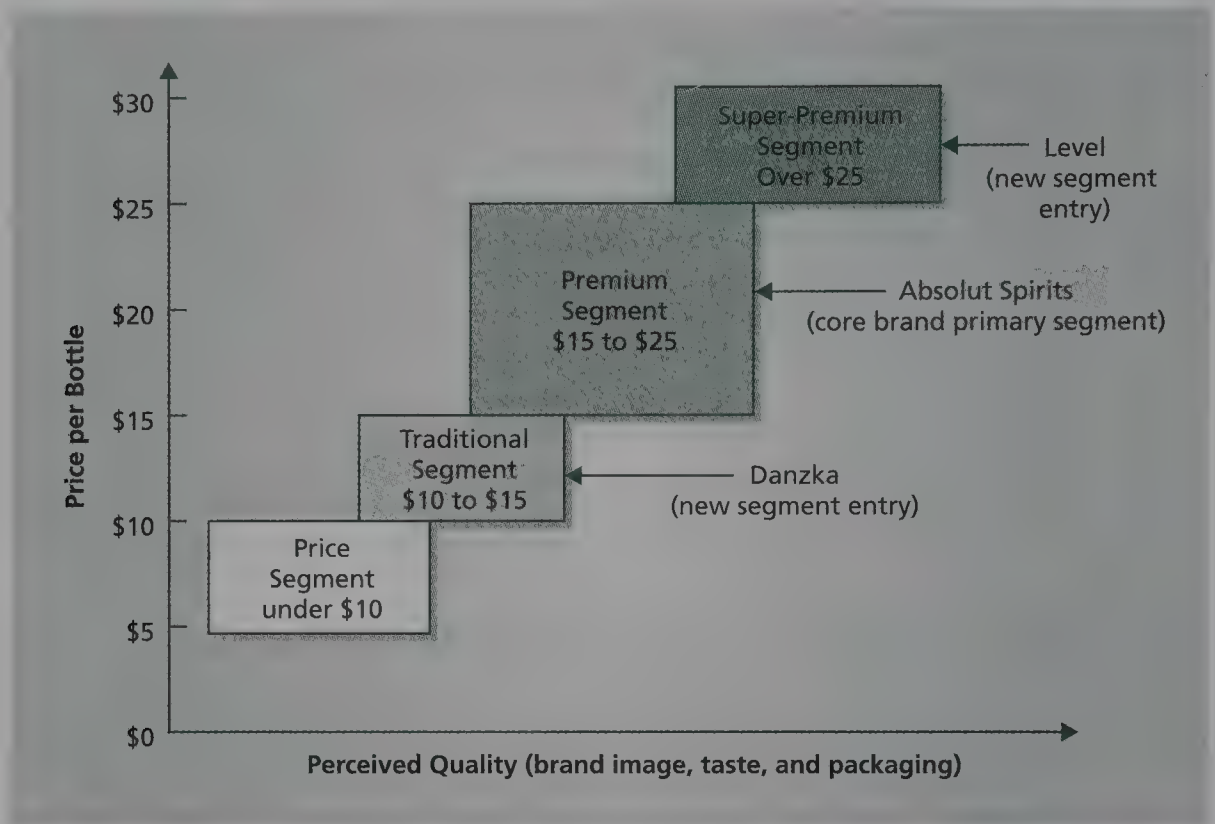 $30
$25
$20
$15
$10
$5
$0
Price per Bottle
Super-Premium
Segment
Over $25
Level
(new segment
entry)
Premium
Segment
$15 to $25
Absolut Spirits
(core brand primary segment)
Traditional
Segment
$10 to $15
Danzka
(new segment entry)
Price
Segment
under $10
Perceived Quality (brand image, taste, and packaging)